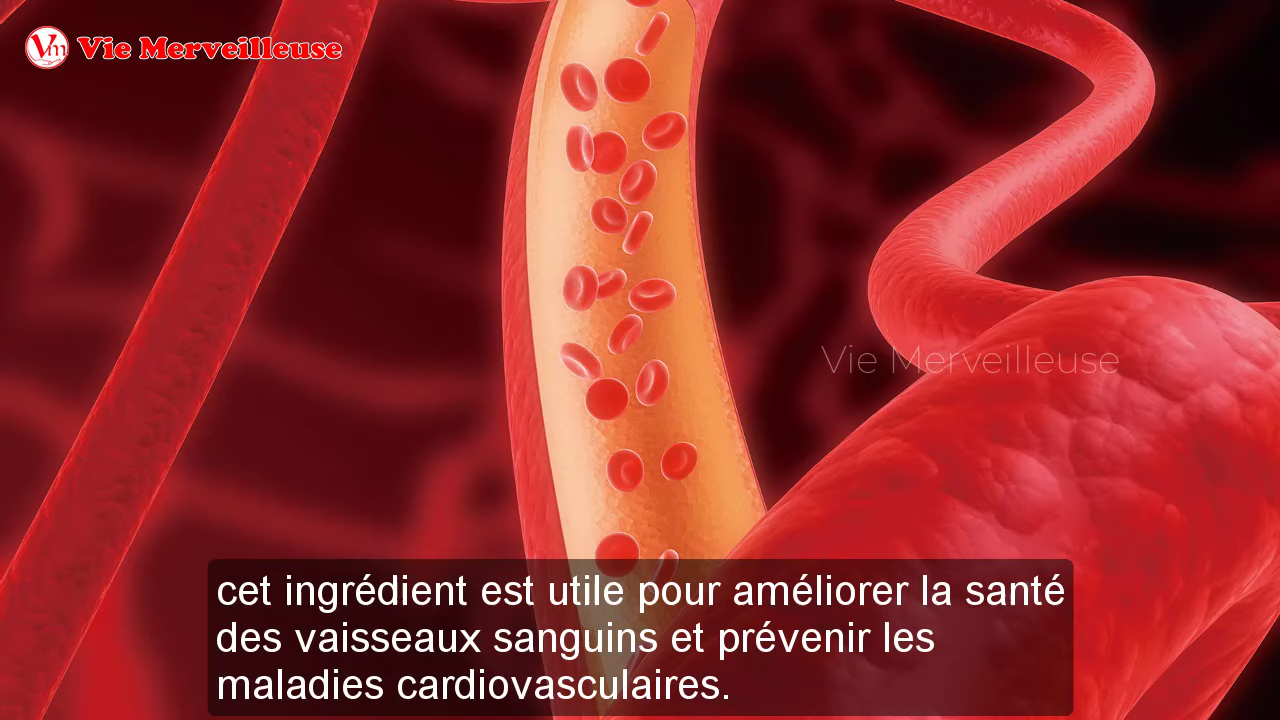 Vm Vie Merveilleuse
Vie Merveilleuse
cet ingrédient est utile pour améliorer la santé
des vaisseaux sanguins et prévenir les
maladies cardiovasculaires.